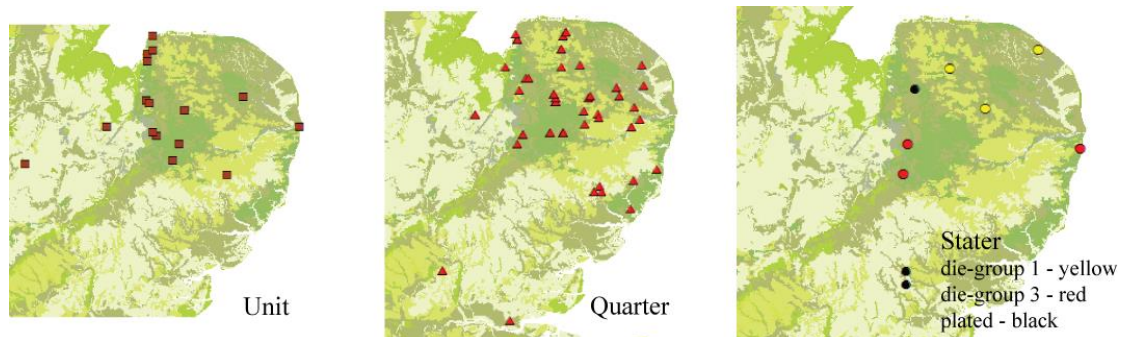 Unit
Quarter
Stater
die-group 1 - yellow
die-group 3 - red
plated - black